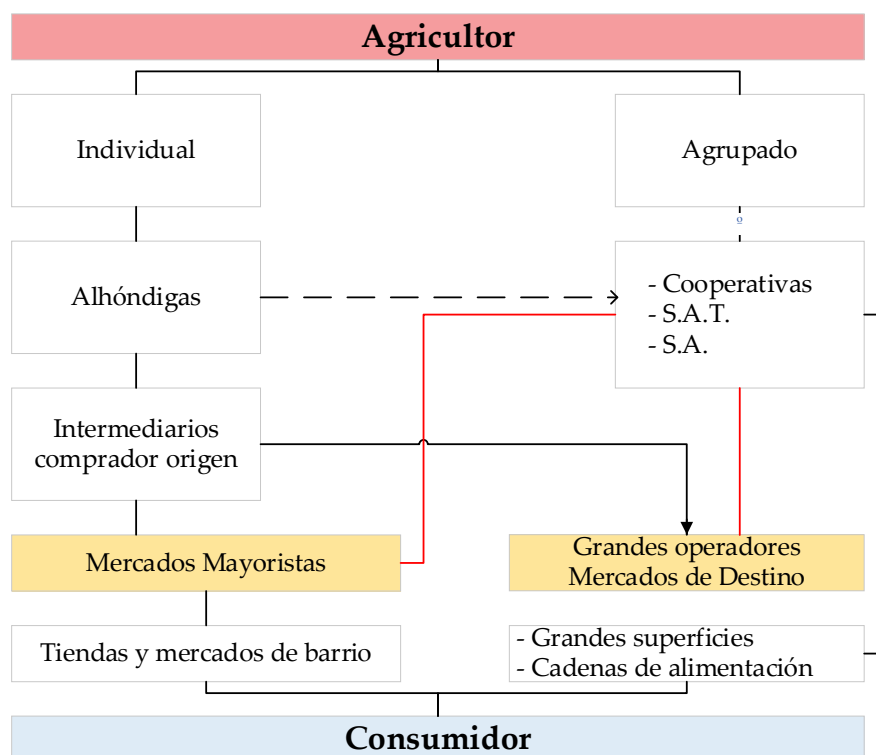 Agricultor
Individual
Agrupado
º
Alhóndigas
- Cooperativas
- S.A.T.
- S.A.
Intermediarios
comprador origen
Mercados Mayoristas
Grandes operadores
Mercados de Destino
Tiendas y mercados de barrio
- Grandes superficies
- Cadenas de alimentación
Consumidor